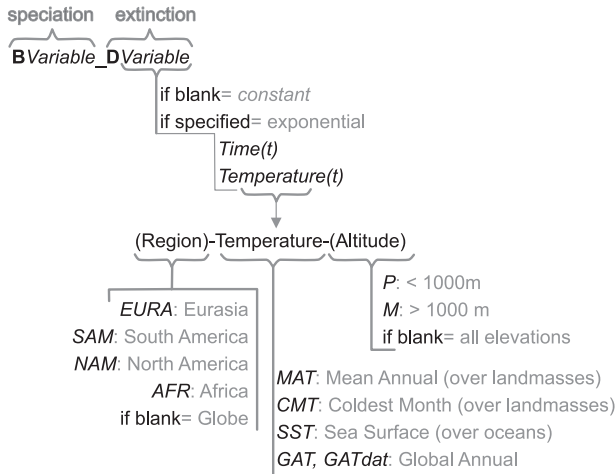 speciation extinction
BVariable_DVariable
if blank= constant
if specified= exponential
Time(t)
Temperature(t)
(Region)-Temperature-(Altitude)
EURA: Eurasia
SAM: South America
NAM: North America
AFR: Africa
if blank= Globe
P: < 1000m
M: > 1000 m
if blank= all elevations
MAT: Mean Annual (over landmasses)
CMT: Coldest Month (over landmasses)
SST: Sea Surface (over oceans)
GAT, GATdat: Global Annual